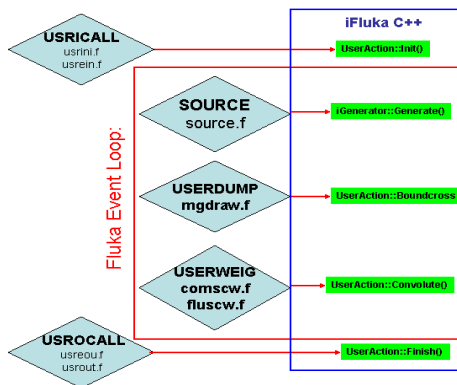 iFluka C++
USRICALL
usrini.f
usrein.f
UserAction::Init()
Fluka Event Loop:
SOURCE
source.f
iGenerator::Generate()
USERDUMP
mgdraw.f
UserAction::Boundcross
USERWEIG
comscw.f
fluscw.f
UserAction::Convolute()
USROCALL
usreou.f
usrout.f
UserAction::Finish()